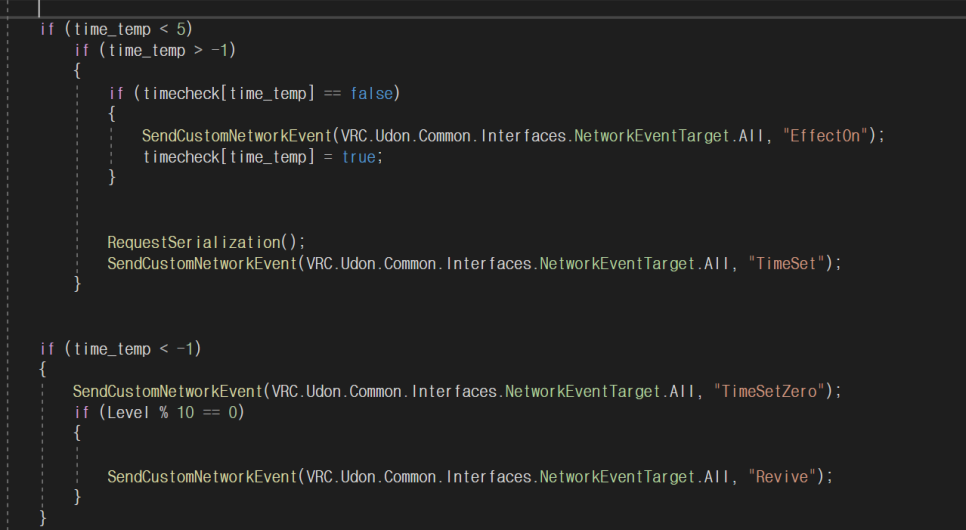 if (time_temp < 5)
if (time_temp > -1)
{
if (timecheck[time_temp] == false)
{
SendCustomNetworkEvent(VRC.Udon.Common.Interfaces.NetworkEventTarget.All, "EffectOn");
timecheck[time_temp] = true;
}
RequestSerialization();
SendCustomNetworkEvent(VRC.Udon.Common.Interfaces.NetworkEventTarget.All, "TimeSet");
}
if (time_temp < -1)
{
SendCustomNetworkEvent(VRC.Udon.Common.Interfaces.NetworkEventTarget.All, "TimeSetZero");
if (Level % 10 == 0)
{
SendCustomNetworkEvent(VRC.Udon.Common.Interfaces.NetworkEventTarget.All, "Revive");
}
}